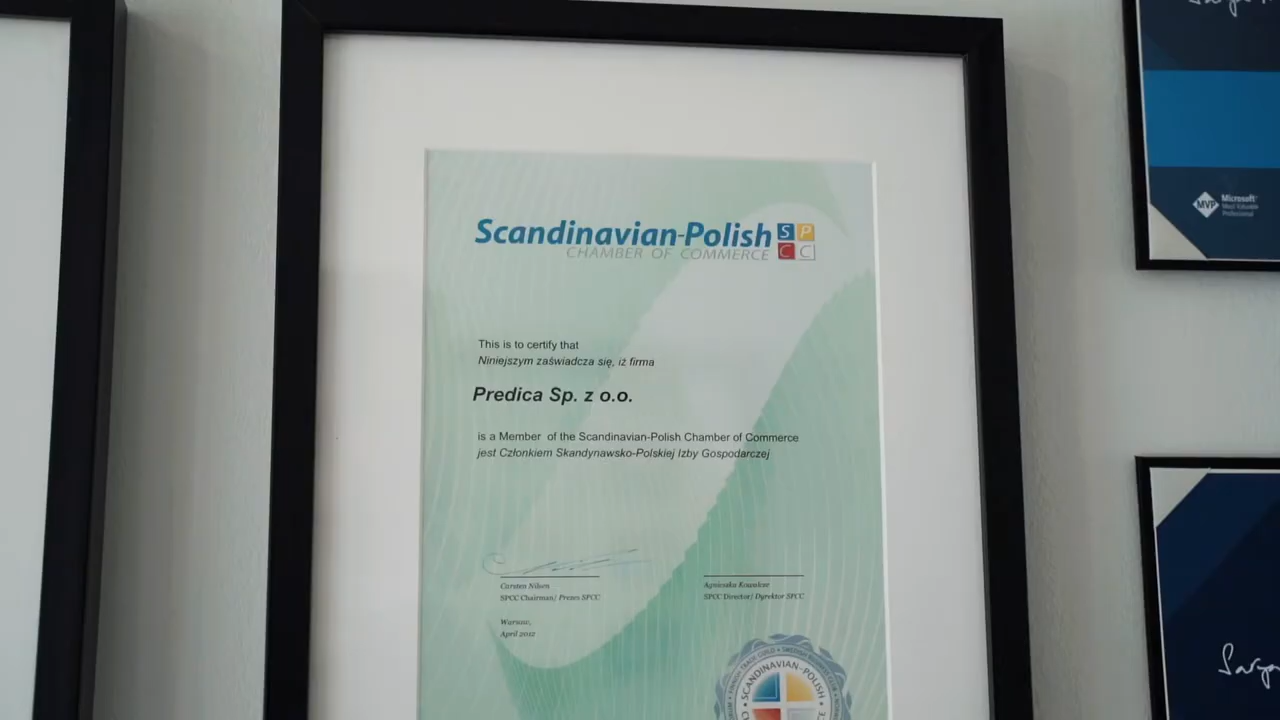 Scandinavian-Polish
S P
CHAMBER OF COMMERCE
C C
This is to certify that
Niniejszym zaświadcza się, iż firma
Predica Sp. z o.o.
is a Member of the Scandinavian-Polish Chamber of Commerce
jest Członkiem Skandynawsko-Polskiej Izby Gospodarczej
Carsten Nilsen
SPCC Chairman/ Prezes SPCC
Agnieszka Kowalcze
SPCC Director/ Dyrektor SPCC
Warsaw,
April 2012
SCANDINAVIAN-POLISH
MVP
Microsoft
Most Valuable
Professional